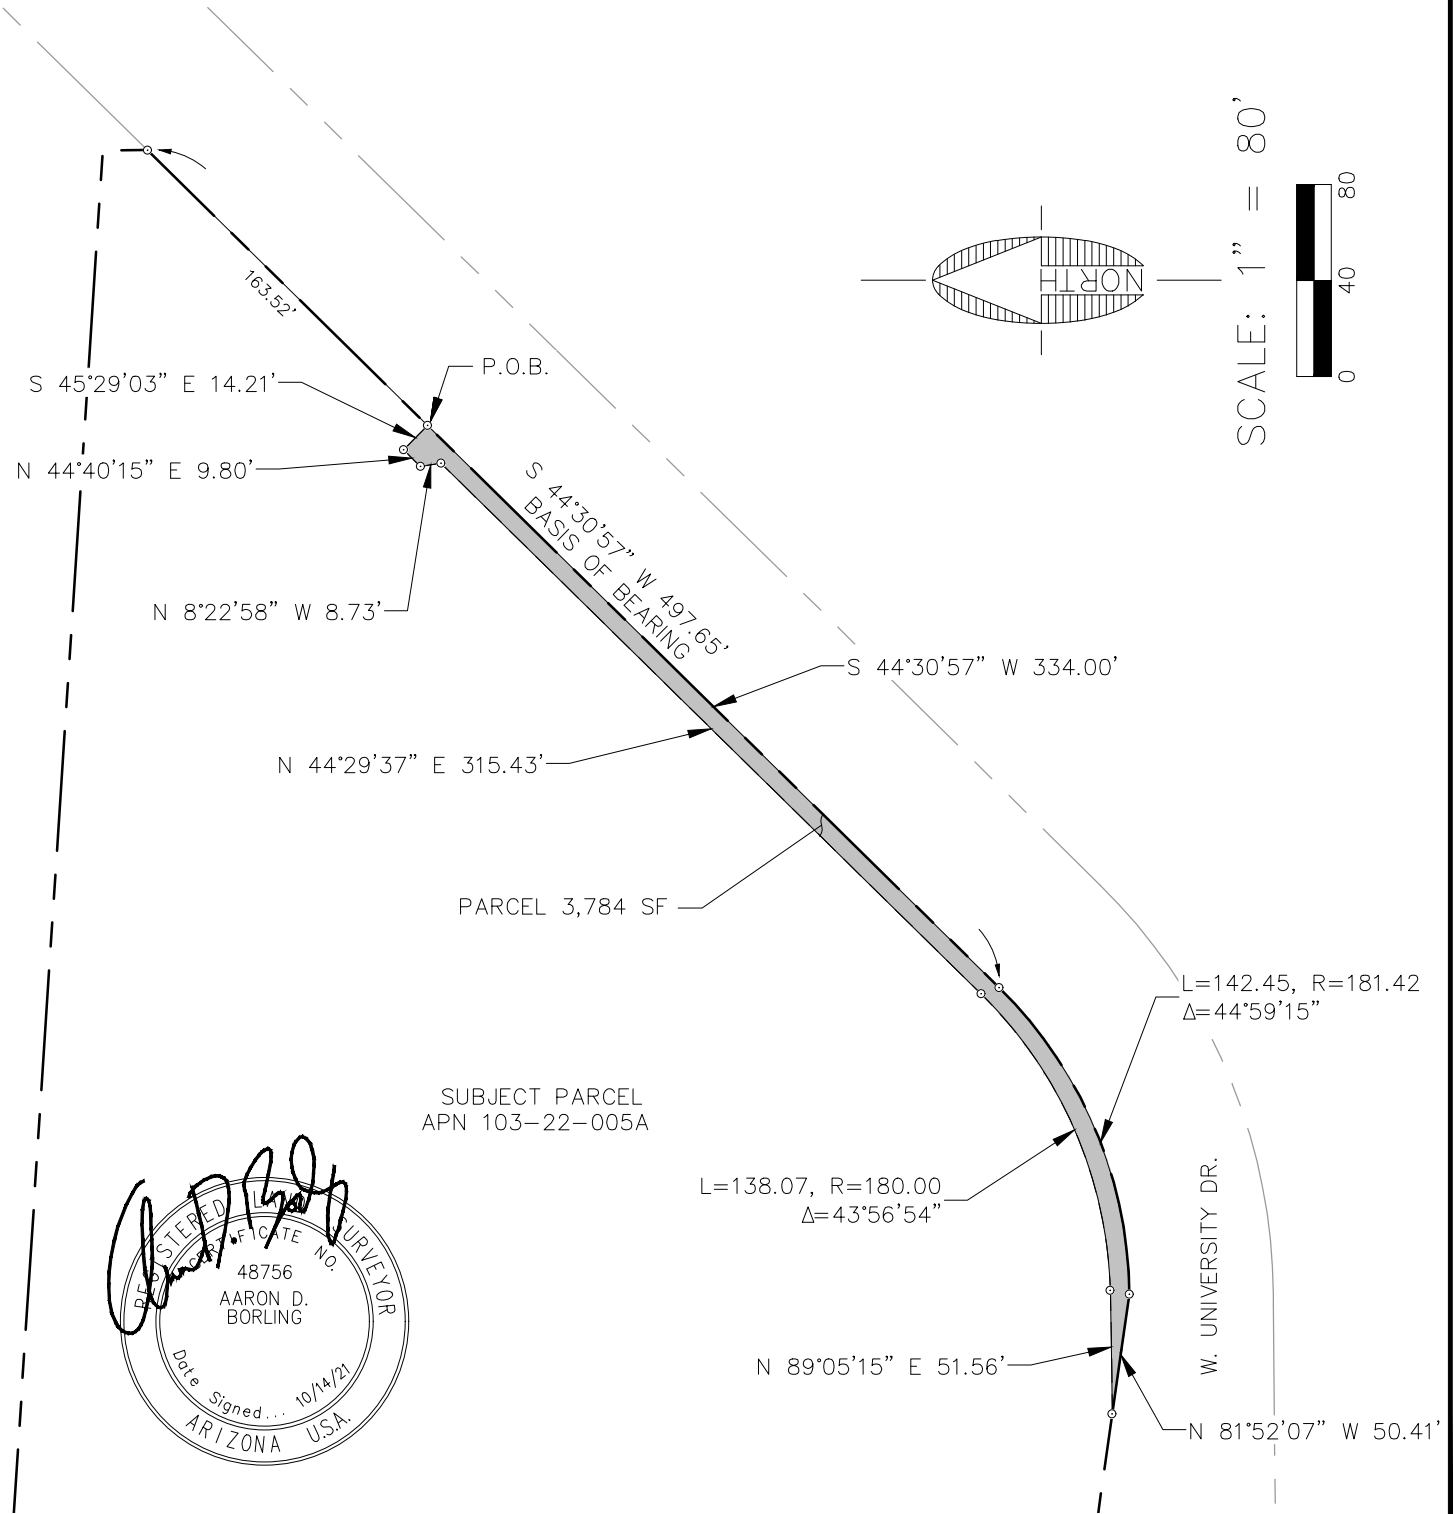 SCALE: 1” = 80’
80
40
0
NORTH
163.52’
P.O.B.
S 45°29’03” E 14.21’
N 44°40’15” E 9.80’
N 8°22’58” W 8.73’
S 44°30’57” W 497.65’
BASIS OF BEARING
S 44°30’57” W 334.00’
N 44°29’37” E 315.43’
PARCEL 3,784 SF
L=142.45, R=181.42
Δ=44°59’15”
SUBJECT PARCEL
APN 103-22-005A
L=138.07, R=180.00
Δ=43°56’54”
W. UNIVERSITY DR.
N 89°05’15” E 51.56’
N 81°52’07” W 50.41’
REGISTERED LAND SURVEYOR
CERTIFICATE NO.
48756
AARON D.
BORLING
Date Signed... 10/14/21
ARIZONA U.S.A.